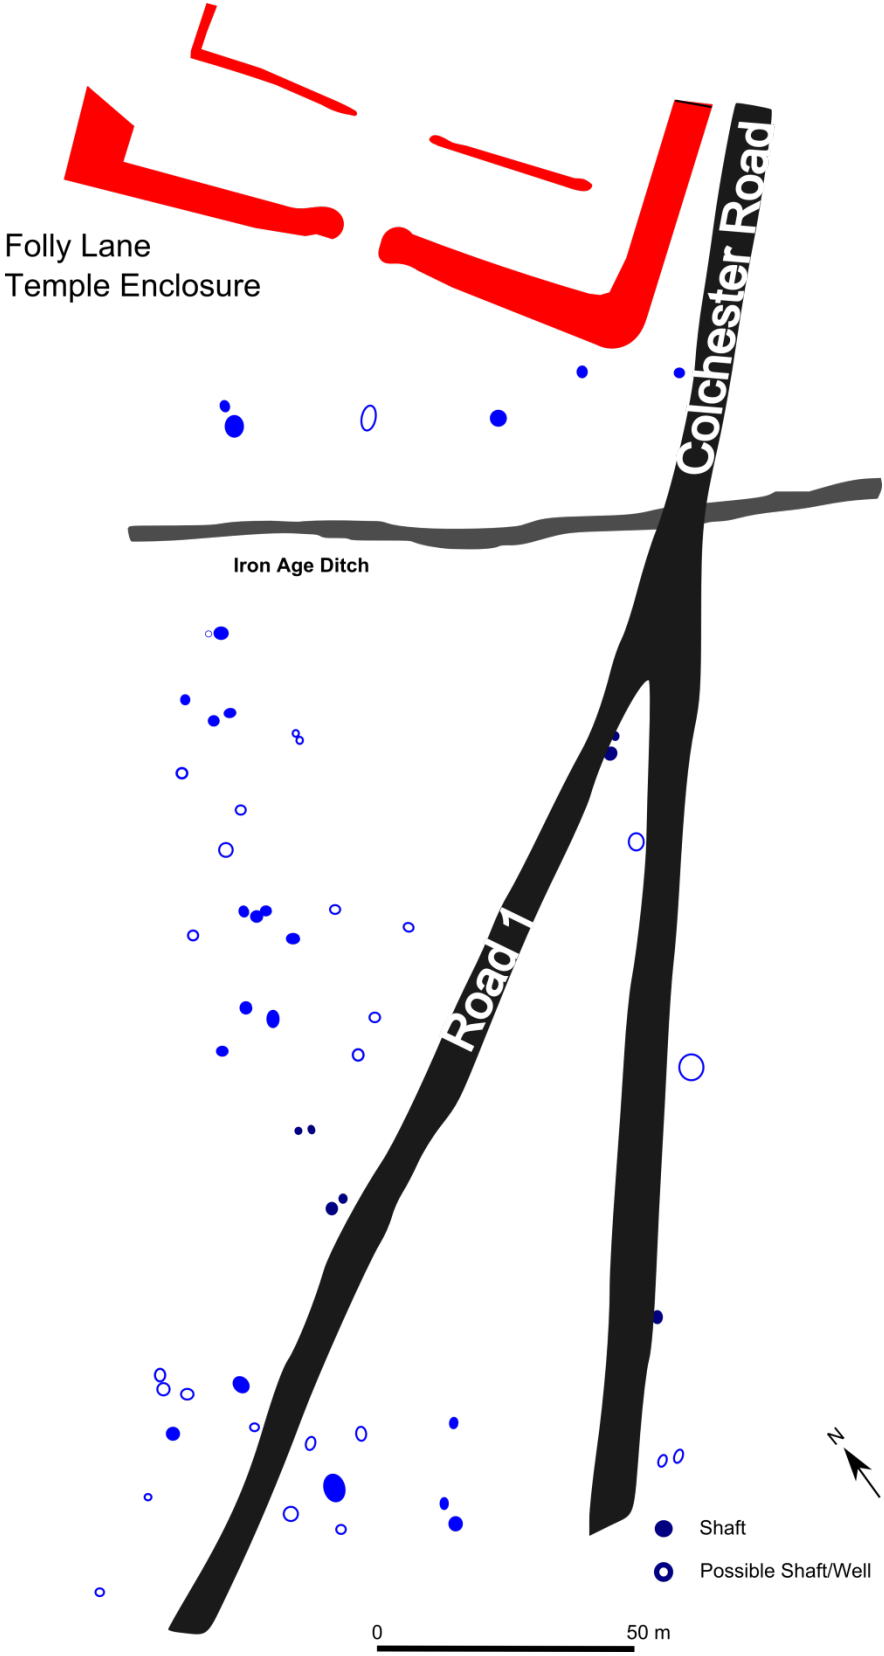 Colchester Road
Folly Lane
Temple Enclosure
Iron Age Ditch
Road 1
N
Shaft
Possible Shaft/Well
0
50 m